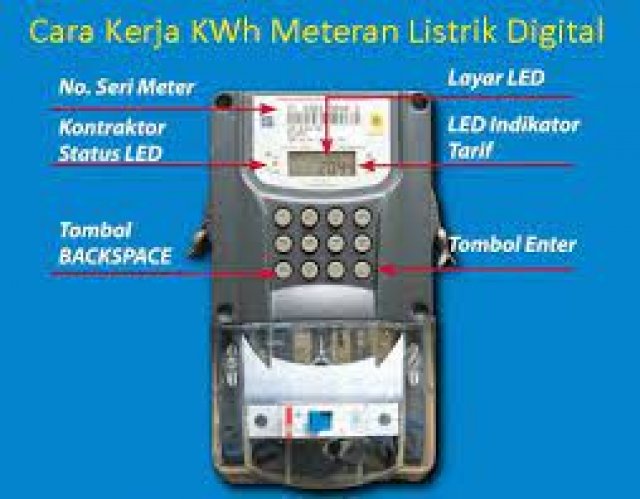 Cara Kerja KWh Meteran Listrik Digital
No. Seri Meter
Layar LED
Kontraktor
Status LED
LED Indikator
Tarif
Tombol
BACKSPACE
Tombol Enter